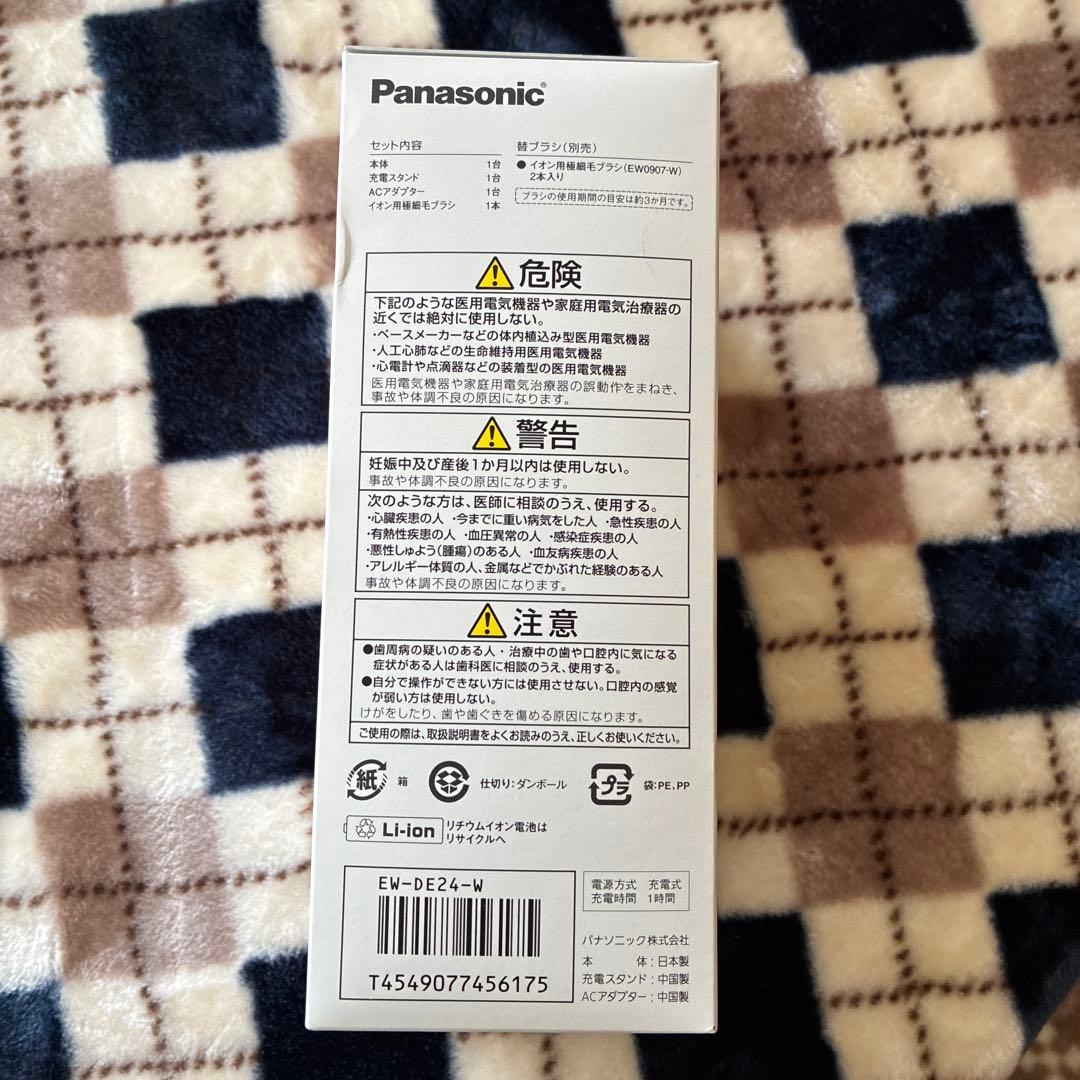 Panasonic®
セット内容
本体 1台
充電スタンド 1台
ACアダプター 1台
イオン用極細毛ブラシ 1本
替ブラシ(別売)
● イオン用極細毛ブラシ(EW0907-W)
2本入り
ブラシの使用期間の目安は約3か月です。
危険
下記のような医用電気機器や家庭用電気治療器の
近くでは絶対に使用しない。
・ペースメーカーなどの体内植込み型医用電気機器
・人工心肺などの生命維持用医用電気機器
・心電計や点滴器などの装着型の医用電気機器
医用電気機器や家庭用電気治療器の誤動作をまねき、
事故や体調不良の原因になります。
警告
妊娠中及び産後1か月以内は使用しない。
事故や体調不良の原因になります。
次のような方は、医師に相談のうえ、使用する。
・心臓疾患の人 ・今までに重い病気をした人 ・急性疾患の人
・有熱性疾患の人 ・血圧異常の人 ・感染症疾患の人
・悪性しゅよう(腫瘍)のある人 ・血友病疾患の人
・アレルギー体質の人、金属などでかぶれた経験のある人
事故や体調不良の原因になります。
注意
●歯周病の疑いのある人・治療中の歯や口腔内に気になる
症状がある人は歯科医に相談のうえ、使用する。
●自分で操作ができない方には使用させない。口腔内の感覚
が弱い方は使用しない。
けがをしたり、歯や歯ぐきを傷める原因になります。
ご使用の際は、取扱説明書をよくお読みのうえ、正しくお使いください。
紙 箱 仕切り:ダンボール プラ 袋:PE,PP
Li-ion リチウムイオン電池は
リサイクルへ
EW-DE24-W
T4549077456175
電源方式 充電式
充電時間 1時間
パナソニック株式会社
本体:日本製
充電スタンド:中国製
ACアダプター:中国製